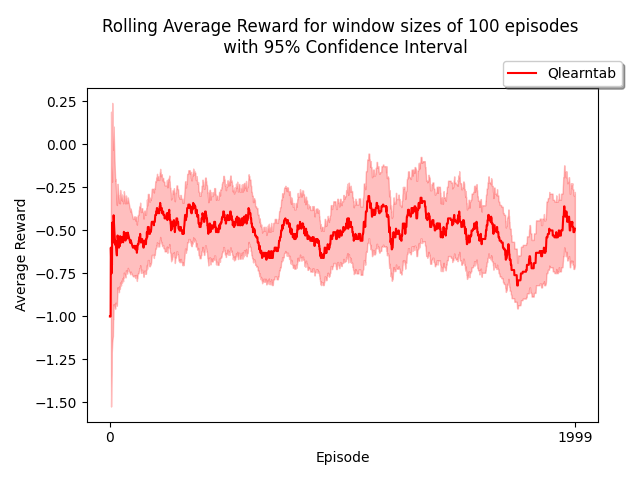 Rolling Average Reward for window sizes of 100 episodes
with 95% Confidence Interval
Qlearntab
0.25
0.00
−0.25
−0.50
−0.75
−1.00
−1.25
−1.50
Average Reward
0
1999
Episode